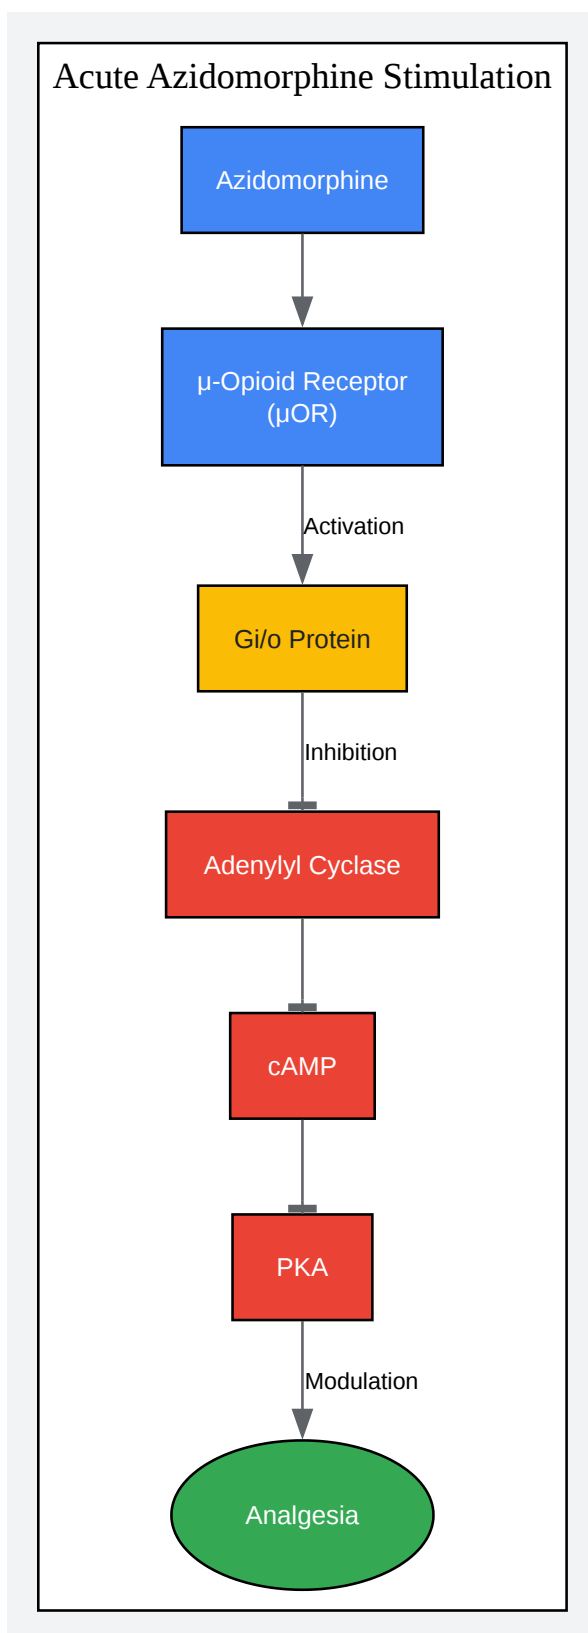 Acute Azidomorphine Stimulation
Azidomorphine
μ-Opioid Receptor
(μOR)
Activation
Gi/o Protein
Inhibition
Adenylyl Cyclase
cAMP
PKA
Modulation
Analgesia